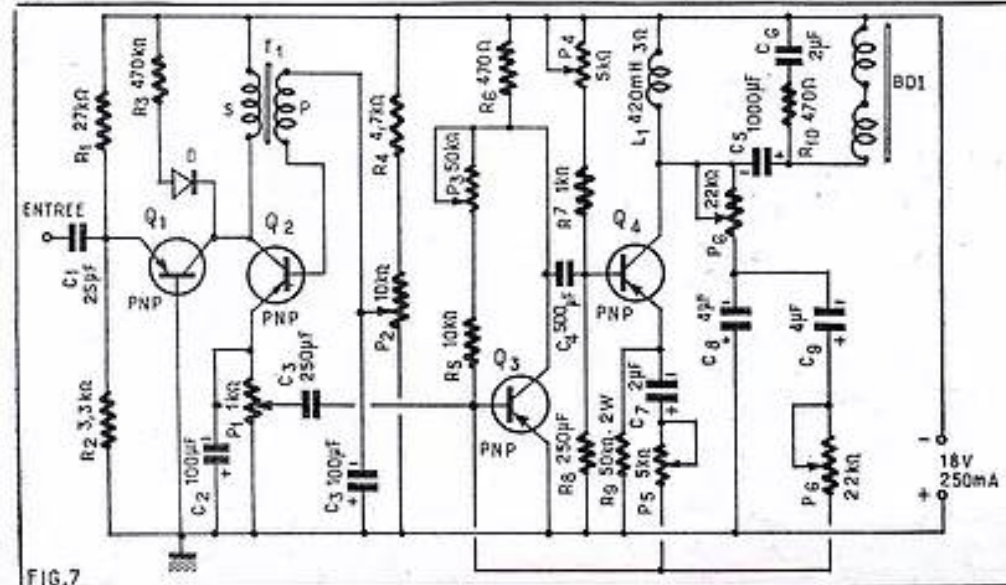 R1 27kΩ
R3 470kΩ
D
S
P
R4 4,7kΩ
R6 470Ω
P4
5kΩ
L1 420mH 3Ω
C6
2µF
R10 470Ω
C5
1000µF
BD1
P3 50kΩ
R7 1kΩ
22kΩ
P6
ENTREE
C1
25µF
Q1
PNP
Q2
PNP
P2 10kΩ
Q4
PNP
C4 500µF
4µF
C8
4µF
C9
R5 10kΩ
Q3
PNP
C3
250µF
P1 1kΩ
R2 3,3kΩ
100µF
C2
C3 100µF
R8 250µF
R9 50kΩ. 2W
C7 2µF
P5 5kΩ
P6
22kΩ
-
18V
250mA
+
FIG.7